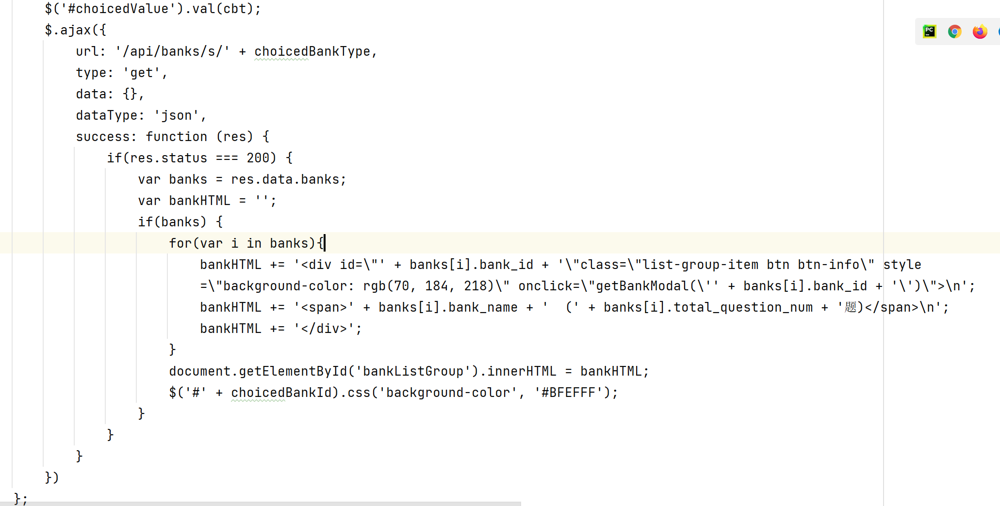 $('#choicedValue').val(cbt);
$.ajax({
url: '/api/banks/s/' + choicedBankType,
type: 'get',
data: {},
dataType: 'json',
success: function (res) {
if(res.status === 200) {
var banks = res.data.banks;
var bankHTML = '';
if(banks) {
for(var i in banks){
bankHTML += '<div id=\"' + banks[i].bank_id + '\"class=\"list-group-item btn btn-info\" style
=\"background-color: rgb(70, 184, 218)\" onclick=\"getBankModal(\'' + banks[i].bank_id + '\')\">\n';
bankHTML += '<span>' + banks[i].bank_name + '  (' + banks[i].total_question_num + '题)</span>\n';
bankHTML += '</div>';
}
document.getElementById('bankListGroup').innerHTML = bankHTML;
$('#' + choicedBankId).css('background-color', '#BFEFFF');
}
}
}
})
};
PC